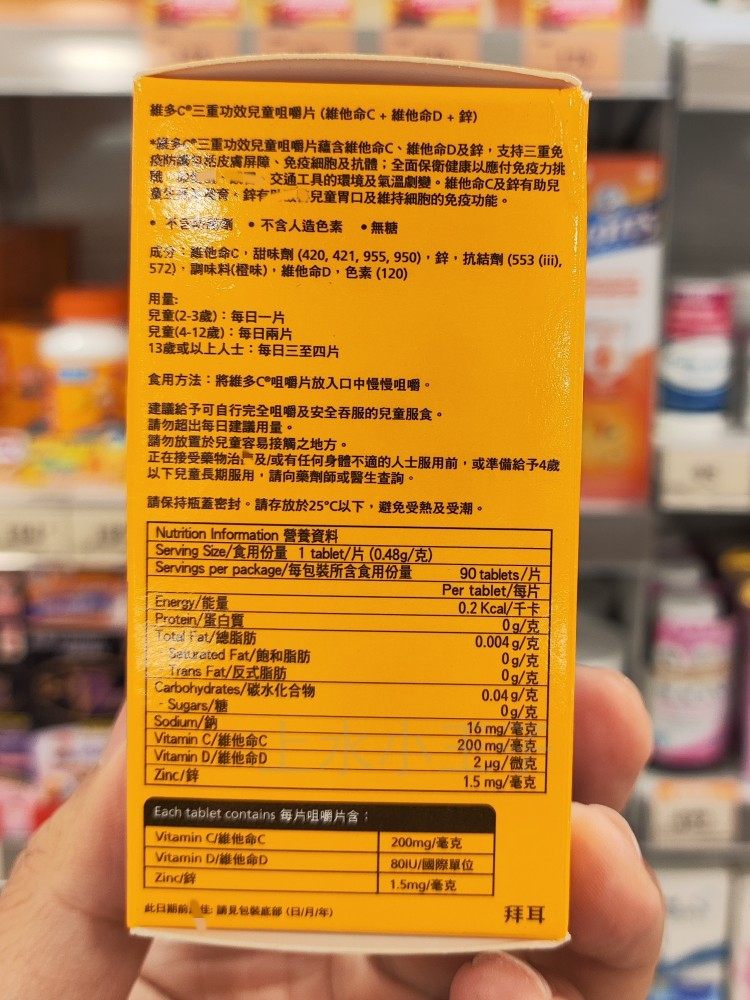 維多C®三重功效兒童咀嚼片 (維他命C + 維他命D + 鋅)
*維多C®三重功效兒童咀嚼片蘊含維他命C、維他命D及鋅，支持三重免
疫防護包括皮膚屏障、免疫細胞及抗體；全面保衛健康以應付免疫力挑
交通工具的環境及氣溫劇變。維他命C及鋅有助兒
童 鋅有 兒童胃口及維持細胞的免疫功能。
• 不含 • 不含人造色素 • 無糖
成分：維他命C，甜味劑 (420, 421, 955, 950)，鋅，抗結劑 (553 (iii),
572)，調味料(橙味)，維他命D，色素 (120)
用量:
兒童(2-3歲)：每日一片
兒童(4-12歲)：每日兩片
13歲或以上人士：每日三至四片
食用方法：將維多C®咀嚼片放入口中慢慢咀嚼。
建議給予可自行完全咀嚼及安全吞服的兒童服食。
請勿超出每日建議用量。
請勿放置於兒童容易接觸之地方。
正在接受藥物治 及/或有任何身體不適的人士服用前，或準備給予4歲
以下兒童長期服用，請向藥劑師或醫生查詢。
請保持瓶蓋密封。請存放於25°C以下，避免受熱及受潮。
Nutrition Information 營養資料
Serving Size/食用份量 1 tablet/片 (0.48g/克)
Servings per package/每包裝所含食用份量 90 tablets/片
Per tablet/每片
Energy/能量 0.2 Kcal/千卡
Protein/蛋白質 0 g/克
Total Fat/總脂肪 0.004 g/克
- Saturated Fat/飽和脂肪 0 g/克
- Trans Fat/反式脂肪 0 g/克
Carbohydrates/碳水化合物 0.04 g/克
- Sugars/糖 0 g/克
Sodium/鈉 16 mg/毫克
Vitamin C/維他命C 200 mg/毫克
Vitamin D/維他命D 2 µg/微克
Zinc/鋅 1.5 mg/毫克
Each tablet contains 每片咀嚼片含：
Vitamin C/維他命C 200mg/毫克
Vitamin D/維他命D 80IU/國際單位
Zinc/鋅 1.5mg/毫克
此日期前 佳: 請見包裝底部 (日/月/年) 拜耳